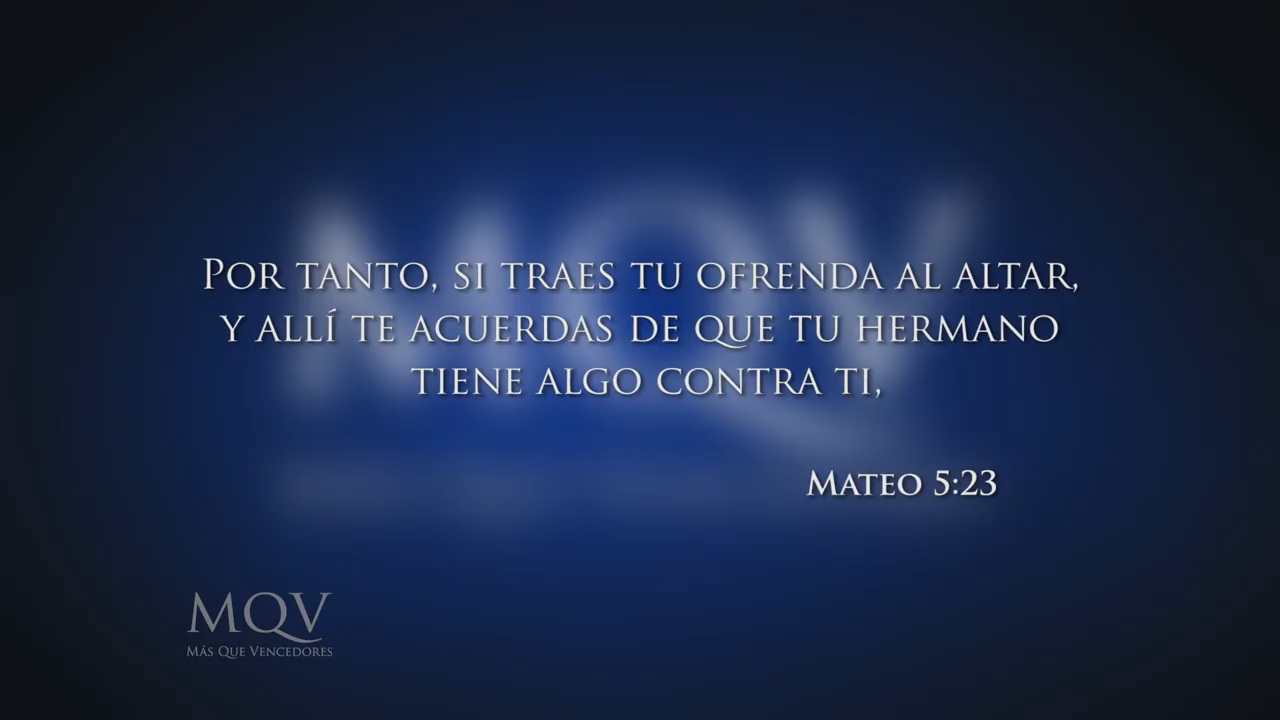 Por tanto, si traes tu ofrenda al altar,
y allí te acuerdas de que tu hermano
tiene algo contra ti,
Mateo 5:23
MQV
Más Que Vencedores